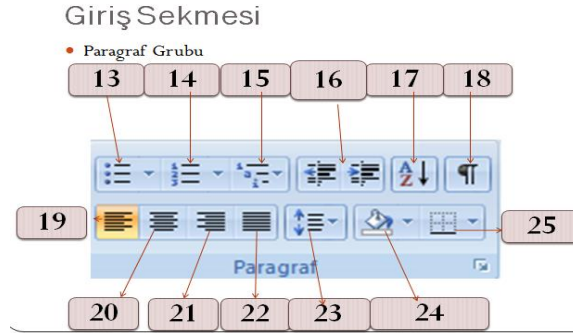 Giriş Sekmesi
• Paragraf Grubu
13 14 15 16 17 18
A
Z
19 25
Paragraf
20 21 22 23 24